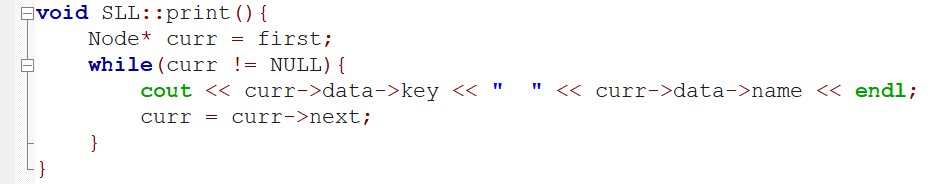 void SLL::print(){
    Node* curr = first;
    while(curr != NULL){
        cout << curr->data->key << "  " << curr->data->name << endl;
        curr = curr->next;
    }
}